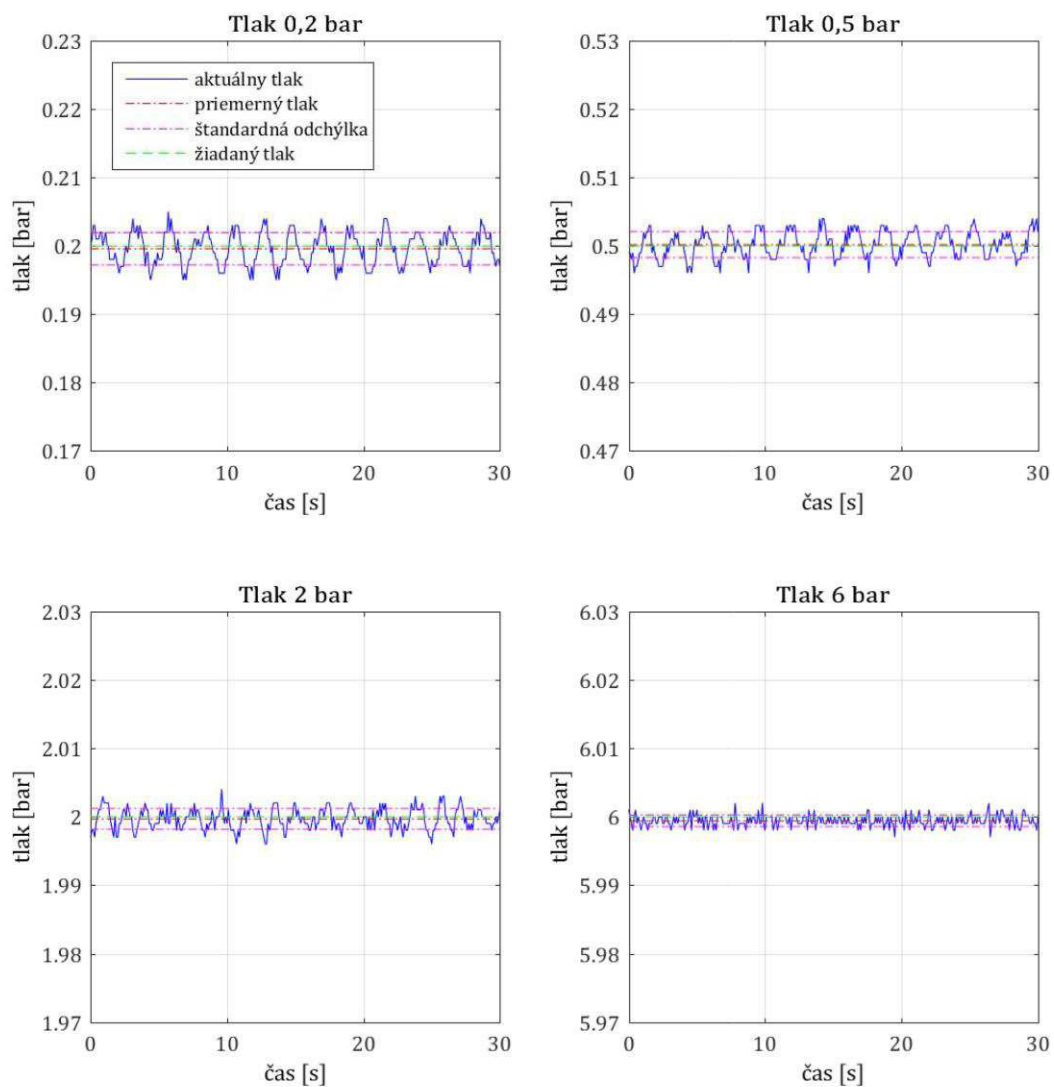 Tlak 0,2 bar
0.23
0.22
0.21
0.2
0.19
0.18
0.17
tlak [bar]
aktuálny tlak
priemerný tlak
štandardná odchýlka
žiadaný tlak
0
10
20
30
čas [s]
Tlak 0,5 bar
0.53
0.52
0.51
0.5
0.49
0.48
0.47
tlak [bar]
0
10
20
30
čas [s]
Tlak 2 bar
2.03
2.02
2.01
2
1.99
1.98
1.97
tlak [bar]
0
10
20
30
čas [s]
Tlak 6 bar
6.03
6.02
6.01
6
5.99
5.98
5.97
tlak [bar]
0
10
20
30
čas [s]